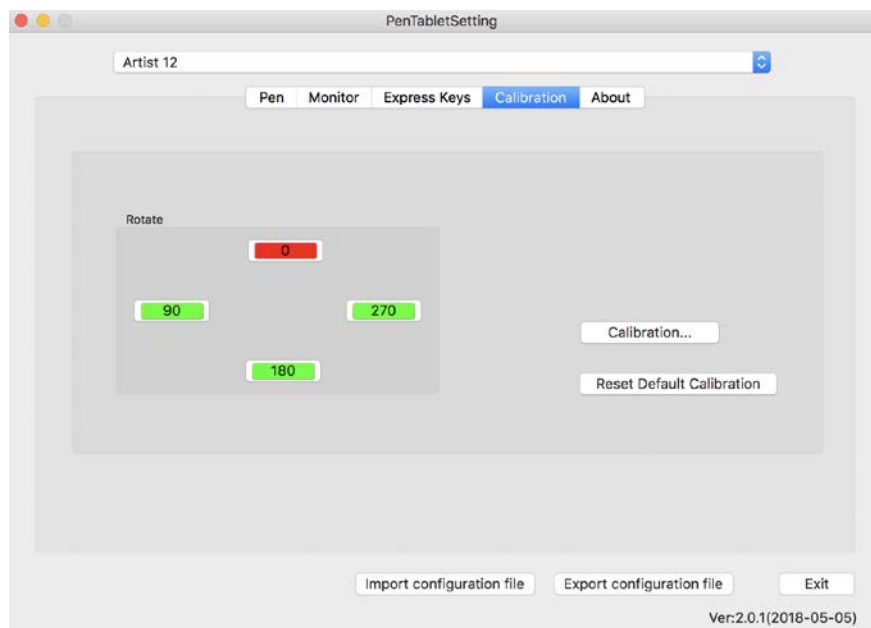 PenTabletSetting
Artist 12
Pen Monitor Express Keys Calibration About
Rotate
0
90 270
180
Calibration...
Reset Default Calibration
Import configuration file Export configuration file Exit
Ver:2.0.1(2018-05-05)